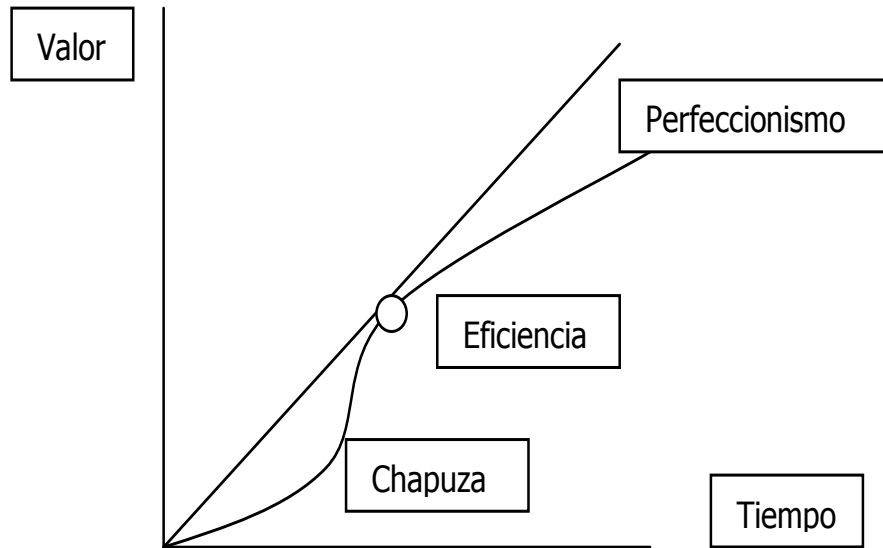 Valor
Perfeccionismo
Eficiencia
Chapuza
Tiempo